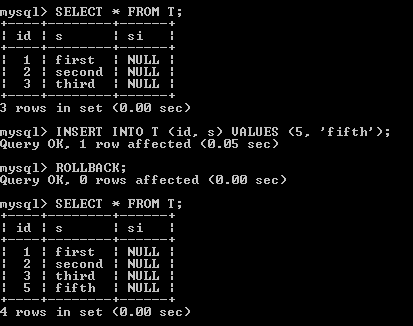 mysql> SELECT * FROM T;
+----+--------+------+
| id | s      | si   |
+----+--------+------+
|  1 | first  | NULL |
|  2 | second | NULL |
|  3 | third  | NULL |
+----+--------+------+
3 rows in set (0.00 sec)
mysql> INSERT INTO T (id, s) VALUES (5, 'fifth');
Query OK, 1 row affected (0.05 sec)
mysql> ROLLBACK;
Query OK, 0 rows affected (0.00 sec)
mysql> SELECT * FROM T;
+----+--------+------+
| id | s      | si   |
+----+--------+------+
|  1 | first  | NULL |
|  2 | second | NULL |
|  3 | third  | NULL |
|  5 | fifth  | NULL |
+----+--------+------+
4 rows in set (0.00 sec)